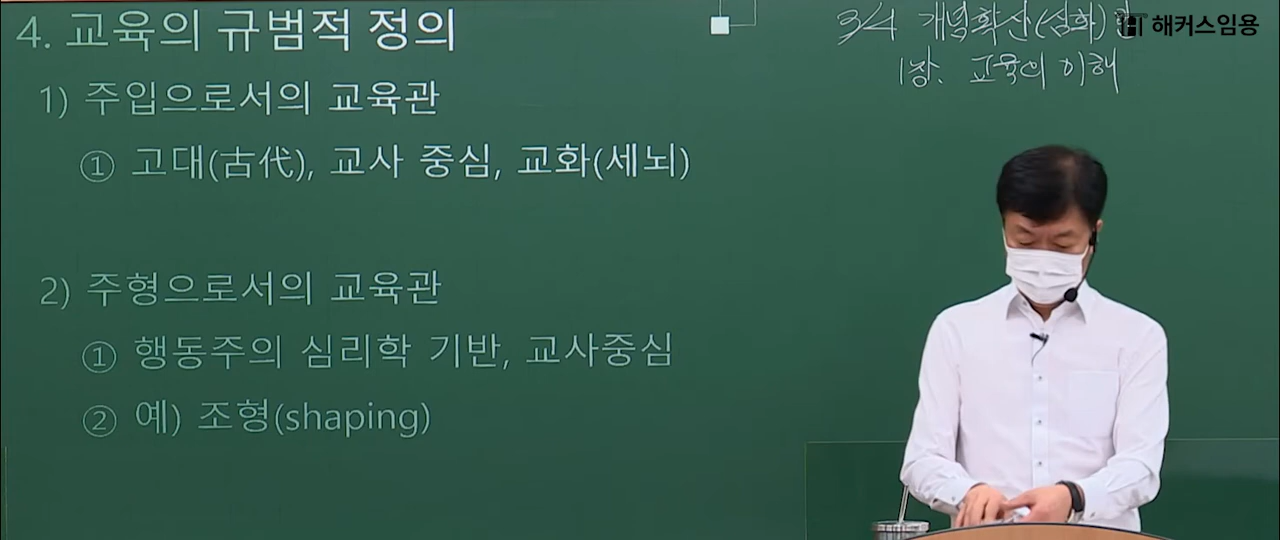 4. 교육의 규범적 정의
1) 주입으로서의 교육관
① 고대(古代), 교사 중심, 교화(세뇌)
2) 주형으로서의 교육관
① 행동주의 심리학 기반, 교사중심
② 예) 조형(shaping)
3/4 개념확산(심화)
1장. 교육의 이해
해커스임용